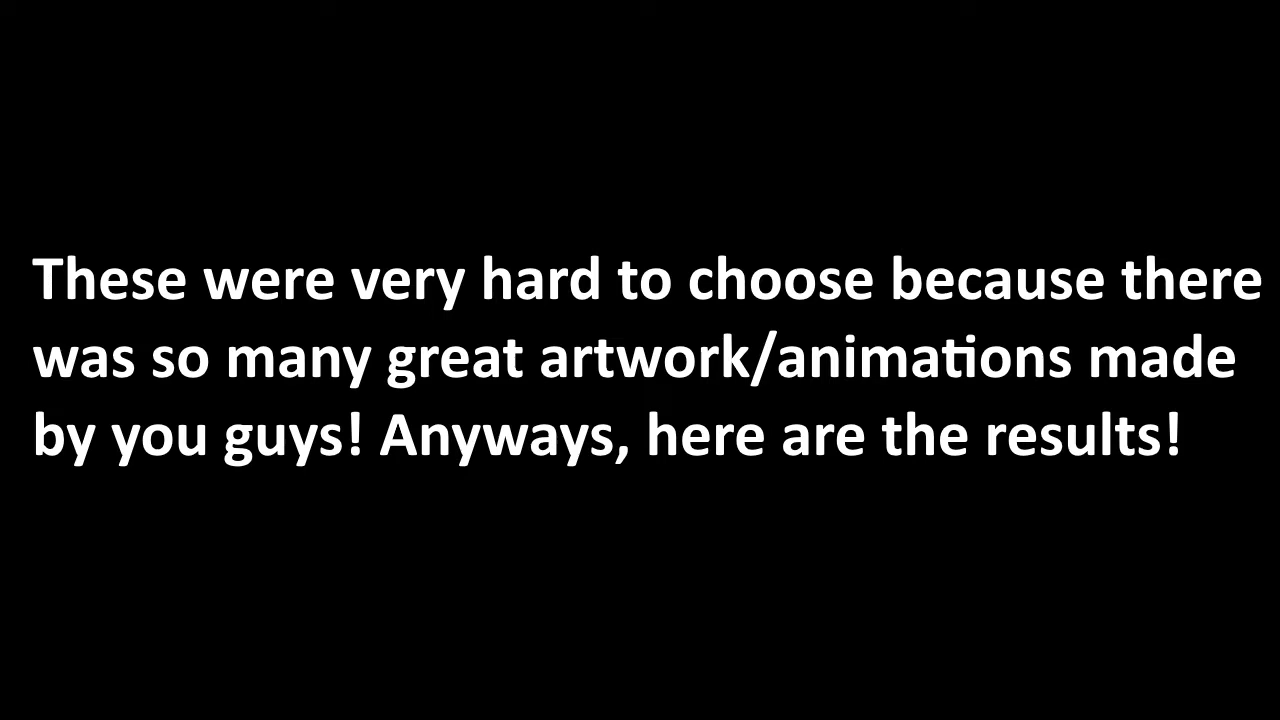 These were very hard to choose because there
was so many great artwork/animations made
by you guys! Anyways, here are the results!